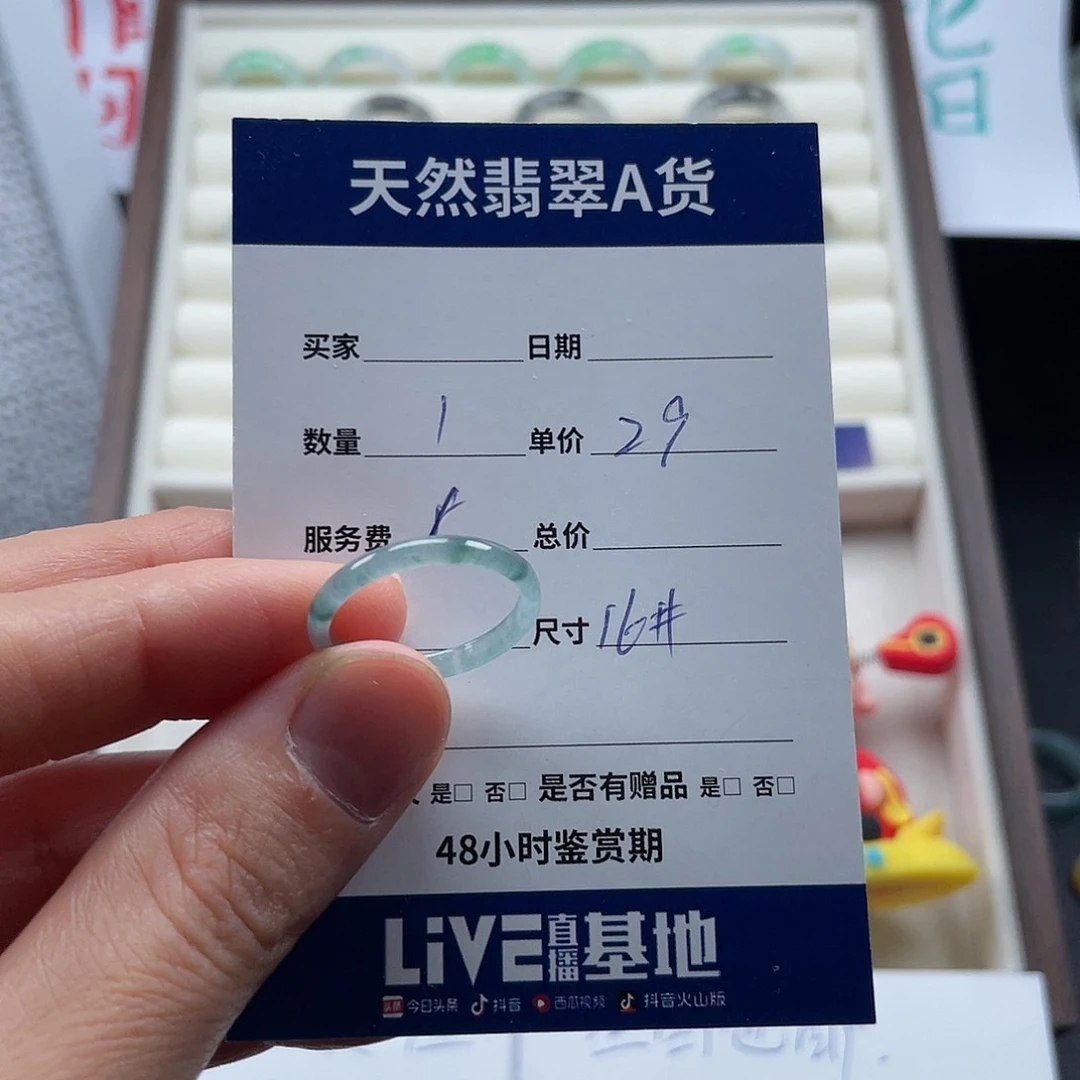 天然翡翠A货
买家 日期
数量 1 单价 29
服务费 总价
尺寸 16#
是□ 否□ 是否有赠品 是□ 否□
48小时鉴赏期
LiVE直播基地
头条 今日头条 抖音 西瓜视频 抖音火山版